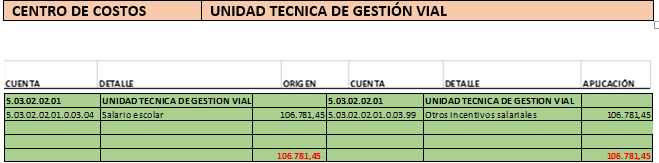 CENTRO DE COSTOS UNIDAD TECNICA DE GESTIÓN VIAL
CUENTA DETALLE ORIGEN CUENTA DETALLE APLICACIÓN
5.03.02.02.01 UNIDAD TECNICA DE GESTION VIAL 5.03.02.02.01 UNIDAD TECNICA DE GESTION VIAL
5.03.02.02.01.0.03.04 Salario escolar 106.781,45 5.03.02.02.01.0.03.99 Otros incentivos salariales 106.781,45
106.781,45 106.781,45